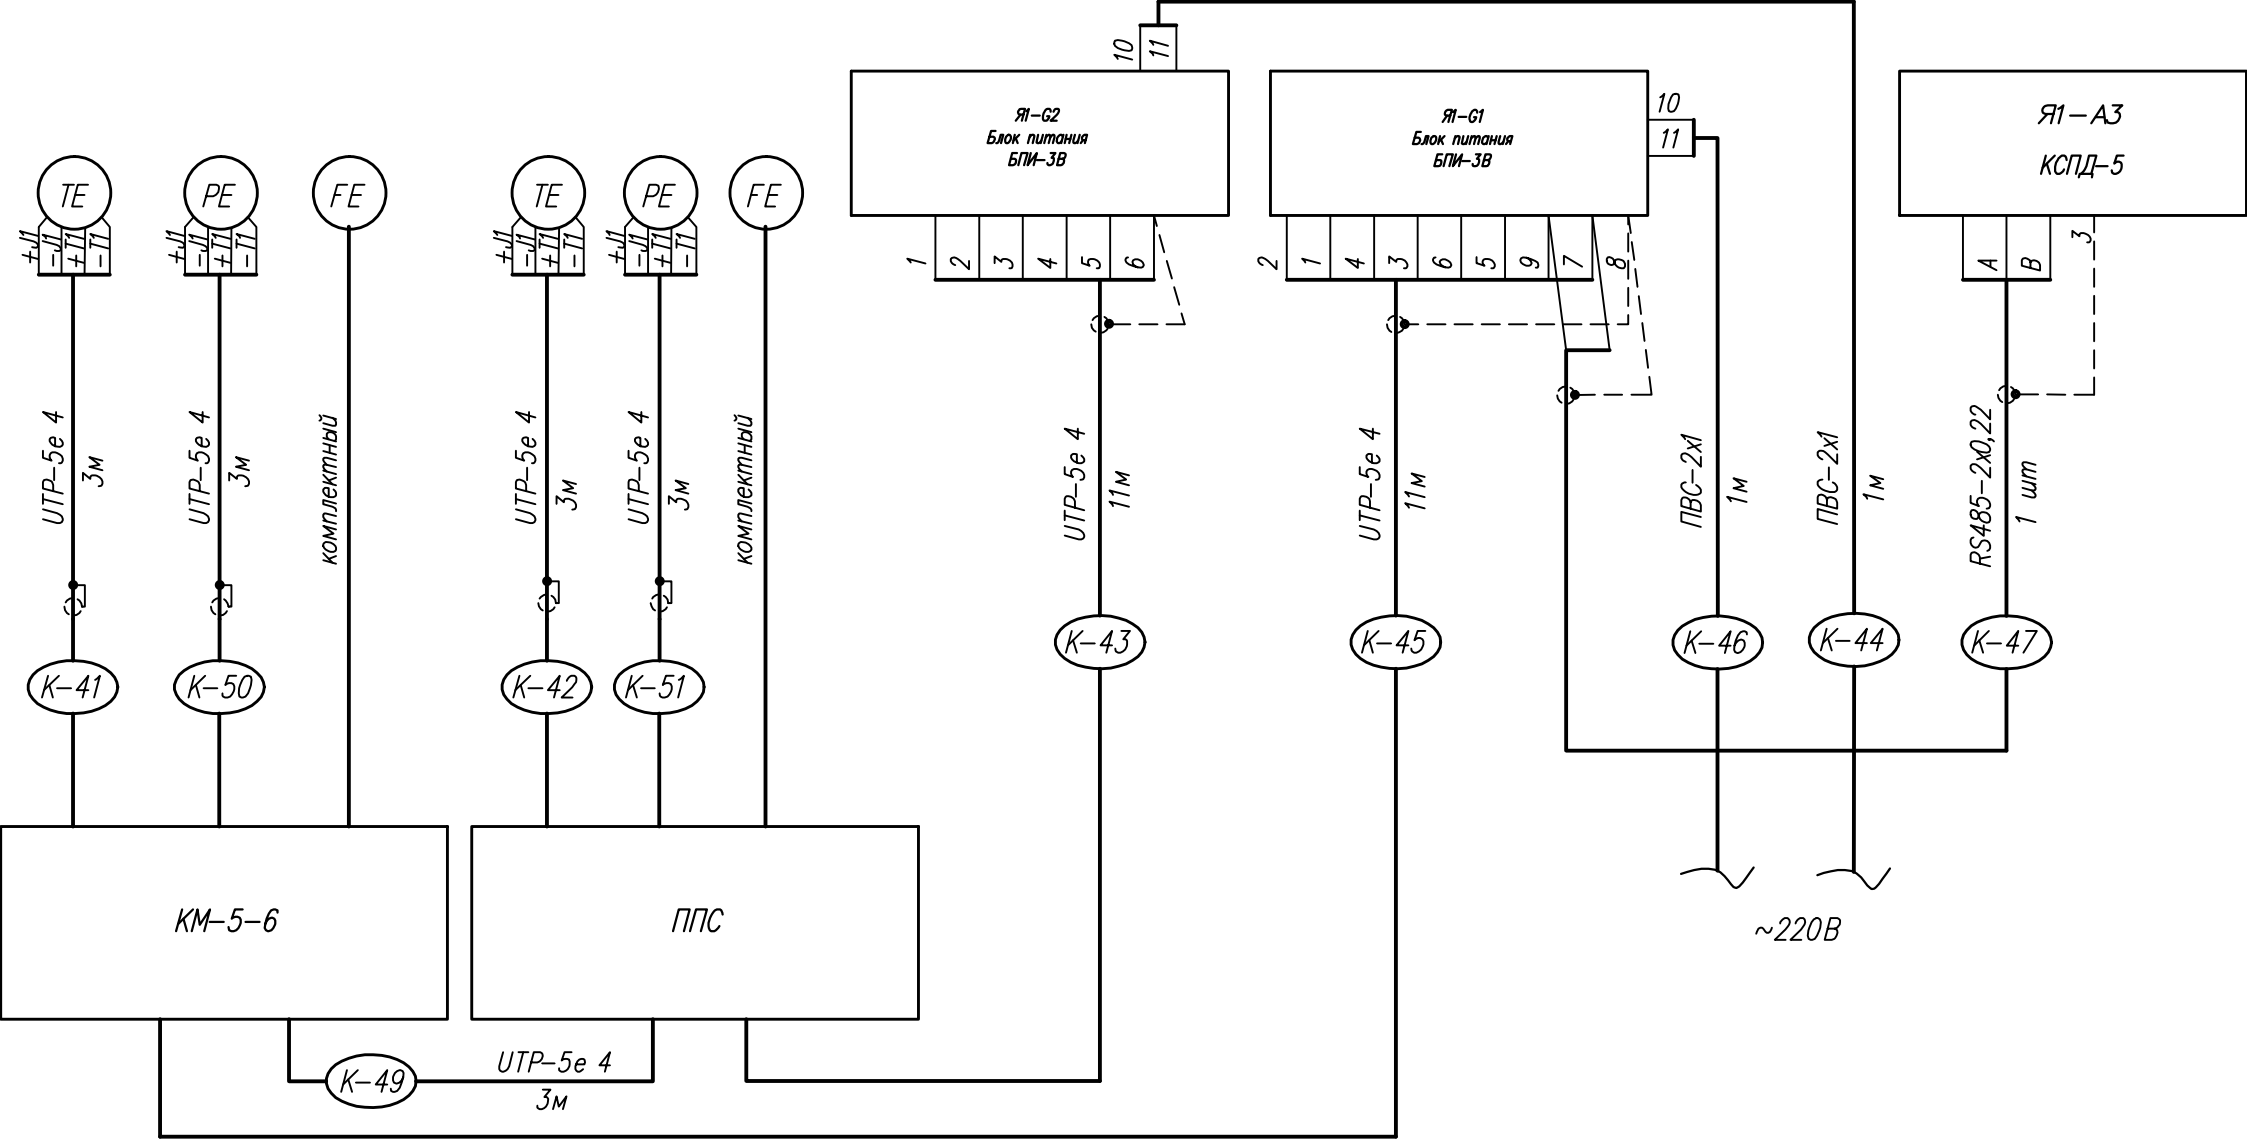 10
11
Я1-G2
Блок питания
БПИ-3В
Я1-G1
Блок питания
БПИ-3В
10
11
Я1-А3
КСПД-5
TE
PE
FE
TE
PE
FE
+J1
-J1
+T1
-T1
+J1
-J1
+T1
-T1
+J1
-J1
+T1
-T1
+J1
-J1
+T1
-T1
1
2
3
4
5
6
2
1
4
3
6
5
9
7
8
A
B
3
UTP-5e 4
3м
UTP-5e 4
3м
комплектный
UTP-5e 4
3м
UTP-5e 4
3м
комплектный
UTP-5e 4
11м
UTP-5e 4
11м
ПВС-2x1
1м
ПВС-2x1
1м
RS485-2x0,22
1 шт
К-43
К-45
К-46
К-44
К-47
К-41
К-50
К-42
К-51
КМ-5-6
ППС
~220В
К-49
UTP-5e 4
3м